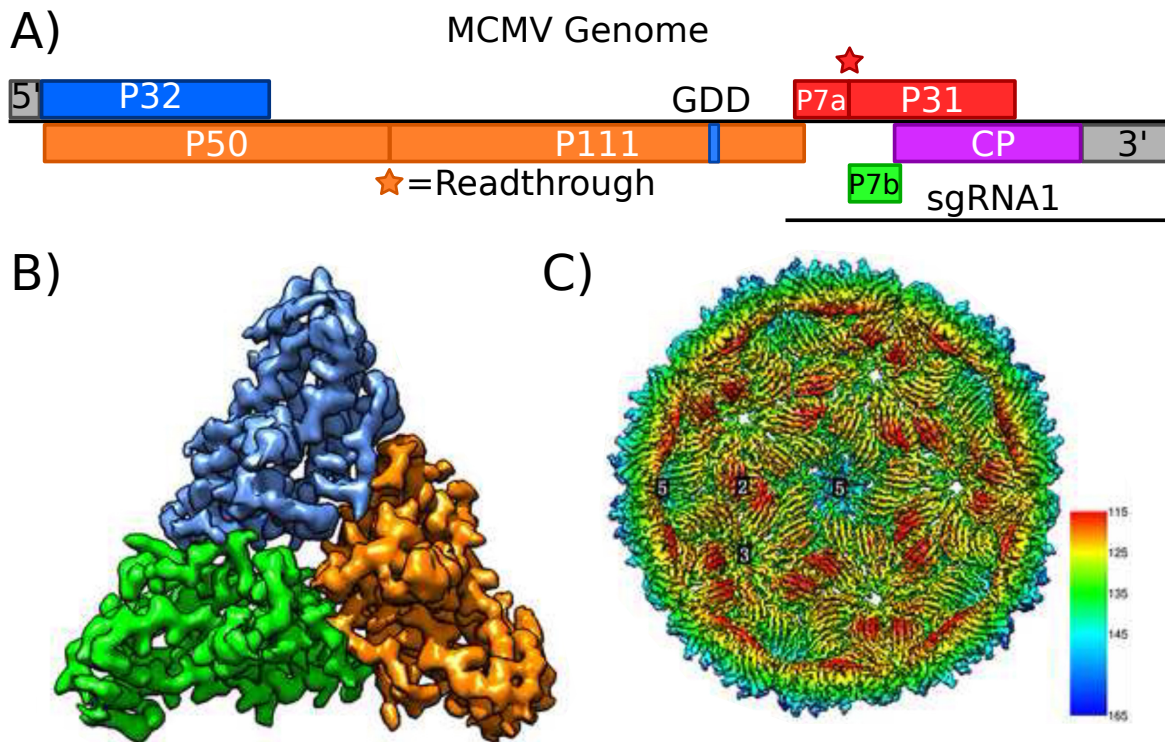 A)
MCMV Genome
5' P32 GDD P7a P31
P50 P111 CP 3'
=Readthrough P7b
sgRNA1
B) C)
5 2 5
3
115
125
135
145
165